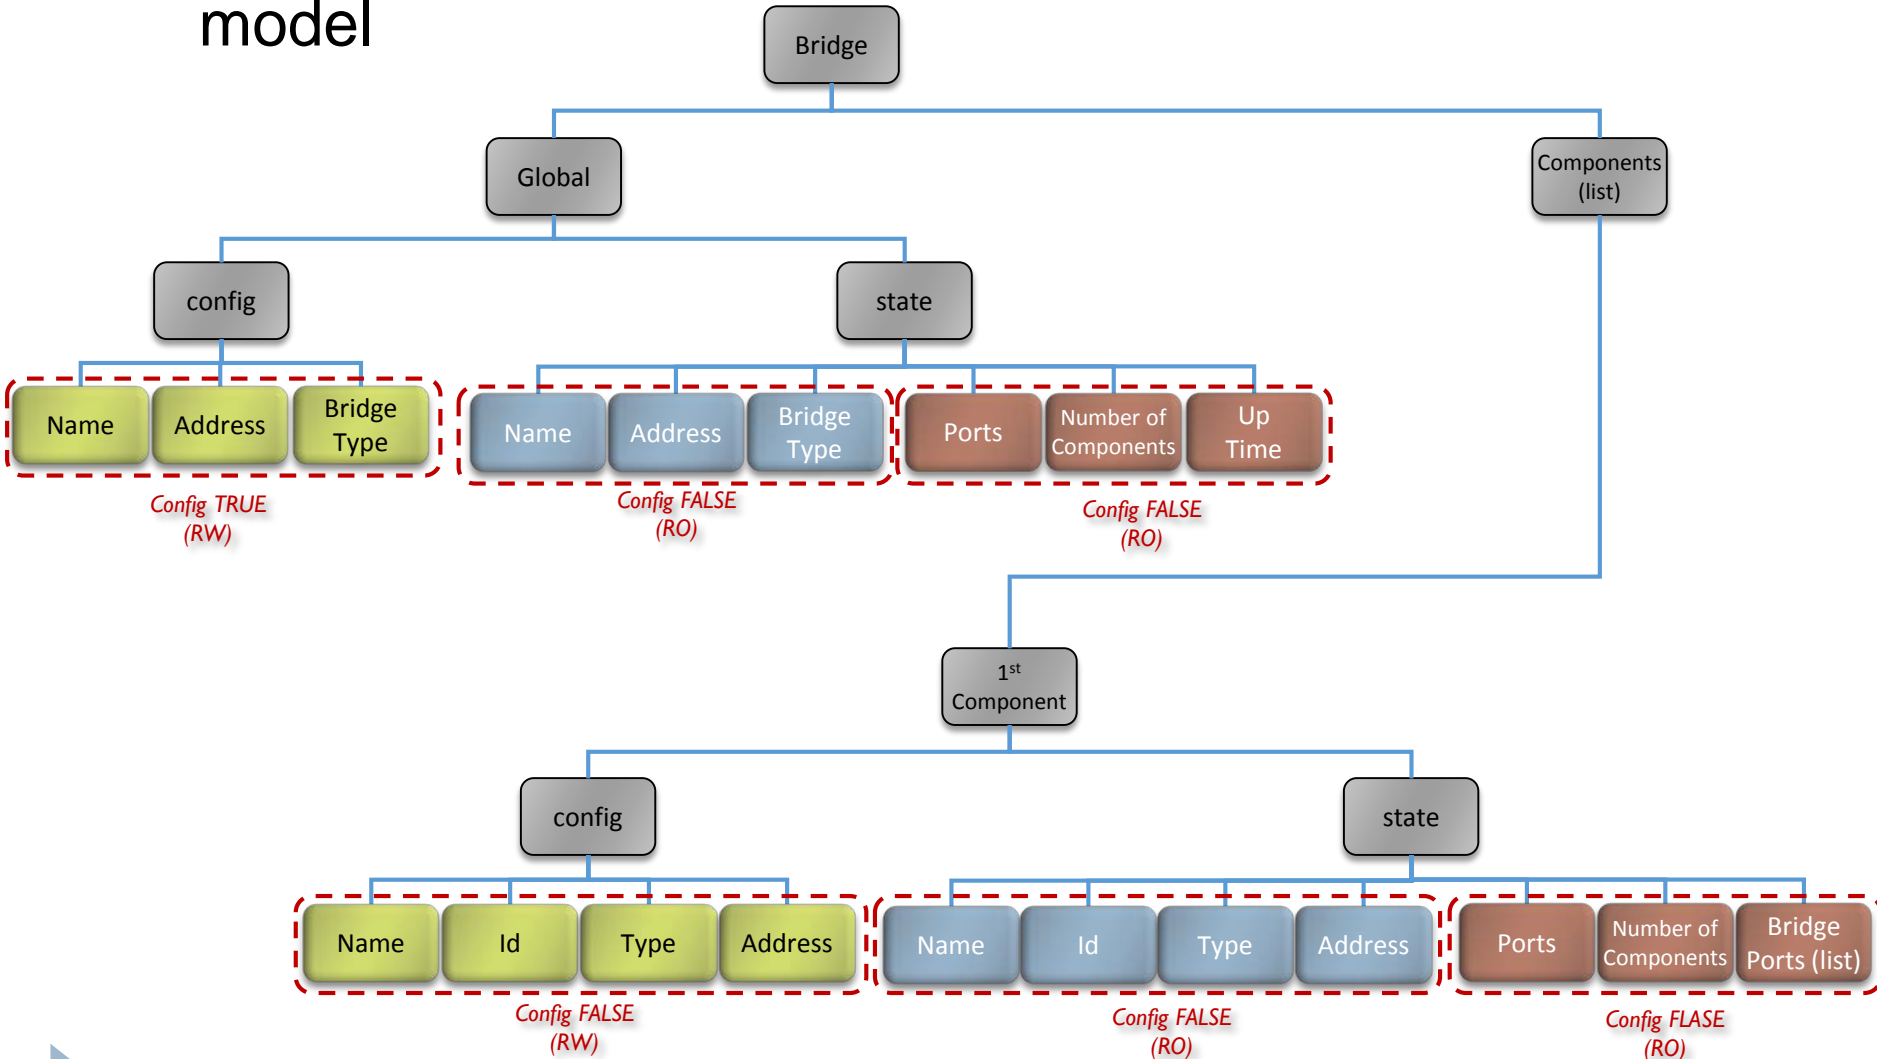 model
Bridge
Global
Components
(list)
config
state
Name
Address
Bridge
Type
Name
Address
Bridge
Type
Ports
Number of
Components
Up
Time
Config TRUE
(RW)
Config FALSE
(RO)
Config FALSE
(RO)
1st
Component
config
state
Name
Id
Type
Address
Name
Id
Type
Address
Ports
Number of
Components
Bridge
Ports (list)
Config FALSE
(RW)
Config FALSE
(RO)
Config FLASE
(RO)